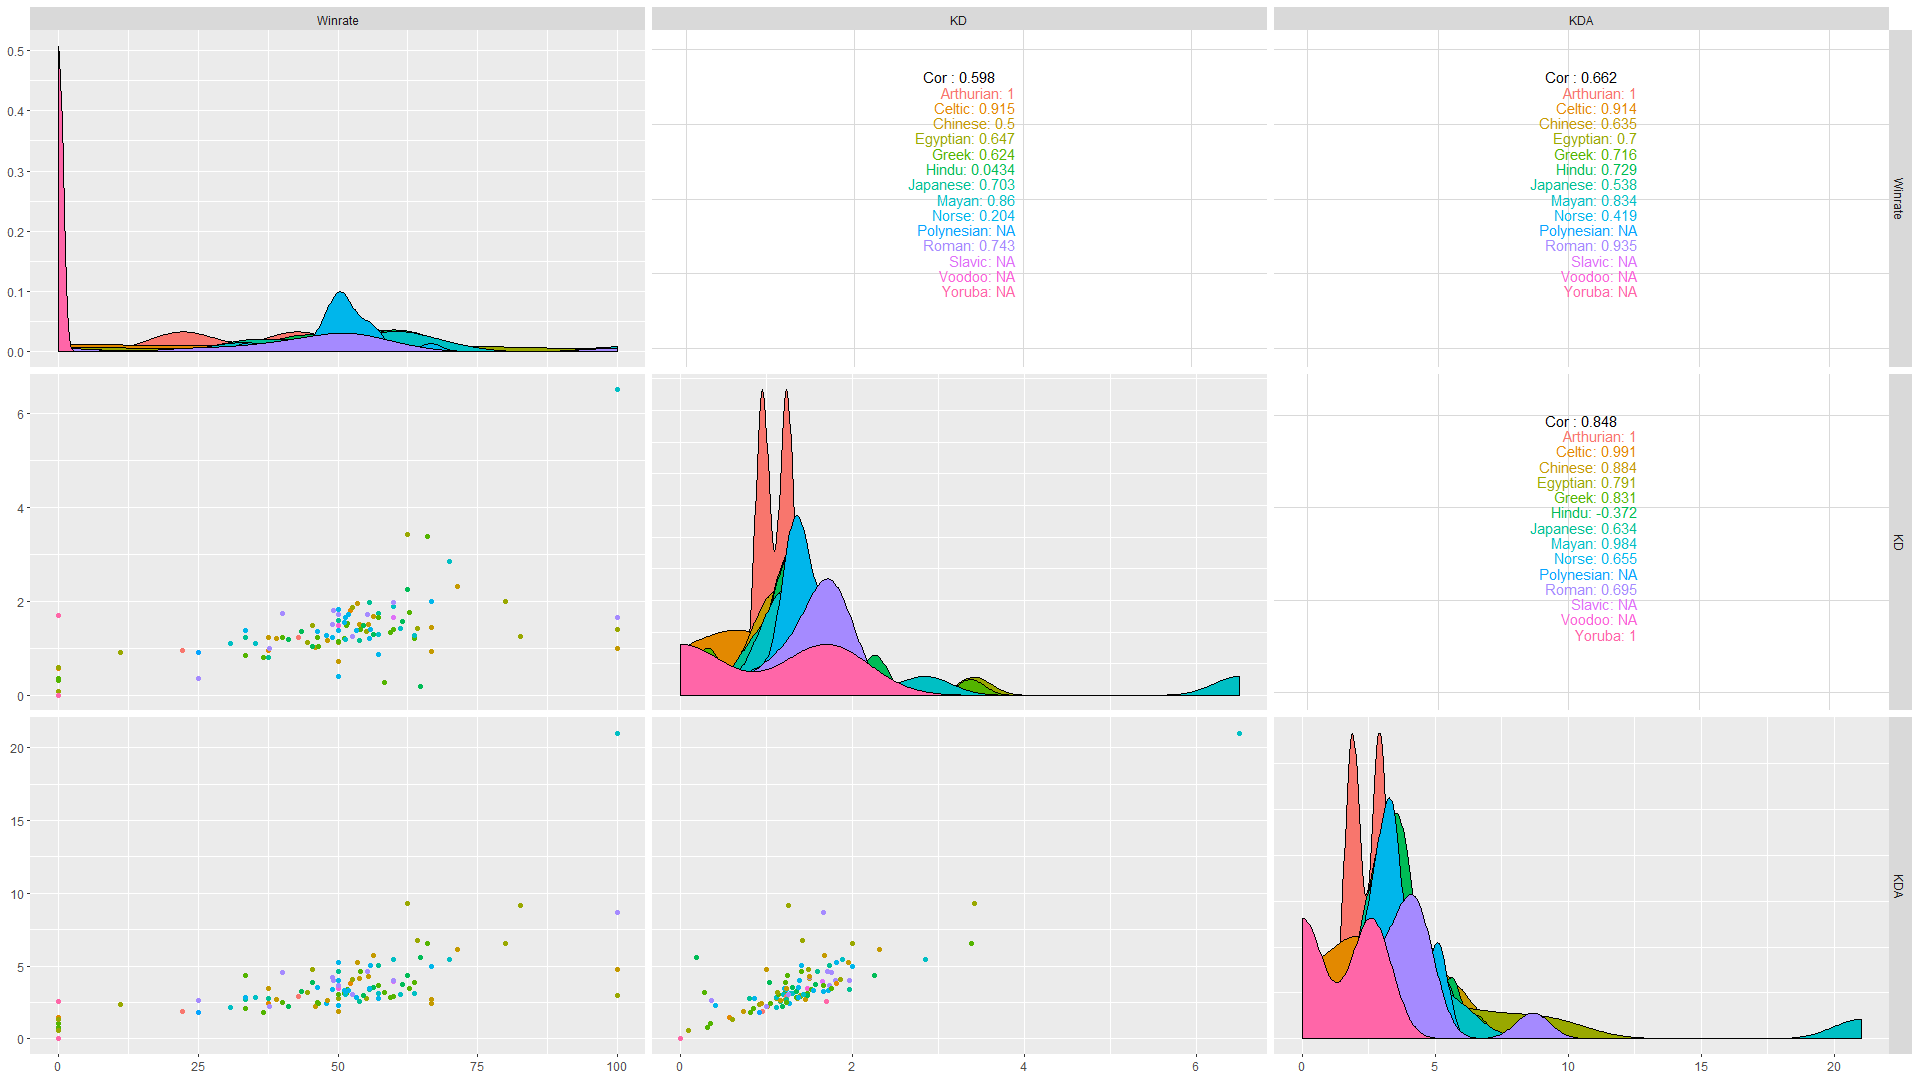 Winrate
KD
KDA
0.5
0.4
0.3
0.2
0.1
0.0
Cor : 0.598
Arthurian: 1
Celtic: 0.915
Chinese: 0.5
Egyptian: 0.647
Greek: 0.624
Hindu: 0.0434
Japanese: 0.703
Mayan: 0.86
Norse: 0.204
Polynesian: NA
Roman: 0.743
Slavic: NA
Voodoo: NA
Yoruba: NA
Cor : 0.662
Arthurian: 1
Celtic: 0.914
Chinese: 0.635
Egyptian: 0.7
Greek: 0.716
Hindu: 0.729
Japanese: 0.538
Mayan: 0.834
Norse: 0.419
Polynesian: NA
Roman: 0.935
Slavic: NA
Voodoo: NA
Yoruba: NA
Winrate
6
4
2
0
Cor : 0.848
Arthurian: 1
Celtic: 0.991
Chinese: 0.884
Egyptian: 0.791
Greek: 0.831
Hindu: -0.372
Japanese: 0.634
Mayan: 0.984
Norse: 0.655
Polynesian: NA
Roman: 0.695
Slavic: NA
Voodoo: NA
Yoruba: 1
KD
20
15
10
5
0
KDA
0 25 50 75 100
0 2 4 6
0 5 10 15 20